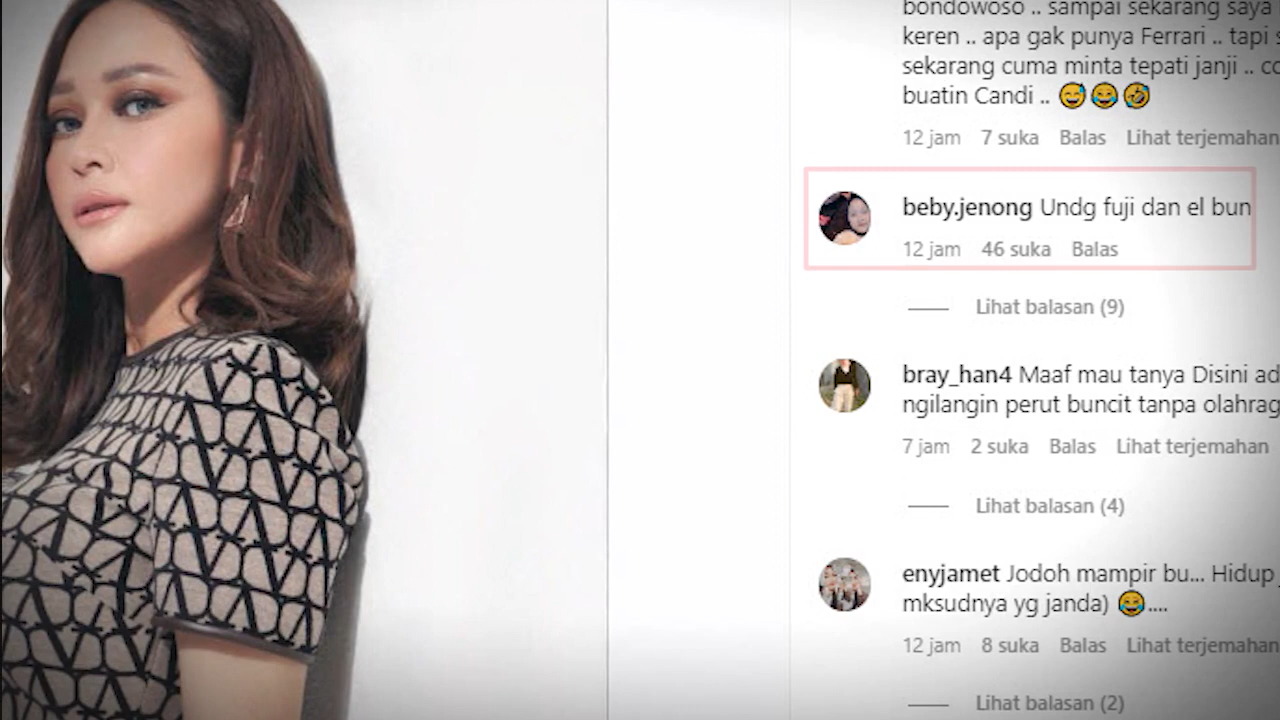 bondowoso .. sampai sekarang saya
keren .. apa gak punya Ferrari .. tapi
sekarang cuma minta tepati janji ..
buatin Candi .. 😅😂🤣
12 jam 7 suka Balas Lihat terjemahan
beby.jenong Undg fuji dan el bun
12 jam 46 suka Balas
Lihat balasan (9)
bray_han4 Maaf mau tanya Disini
ngilangin perut buncit tanpa
7 jam 2 suka Balas Lihat terjemahan
Lihat balasan (4)
enyjamet Jodoh mampir bu... Hidup
mksudnya yg janda) 😂....
12 jam 8 suka Balas Lihat terjemahan
Lihat balasan (2)